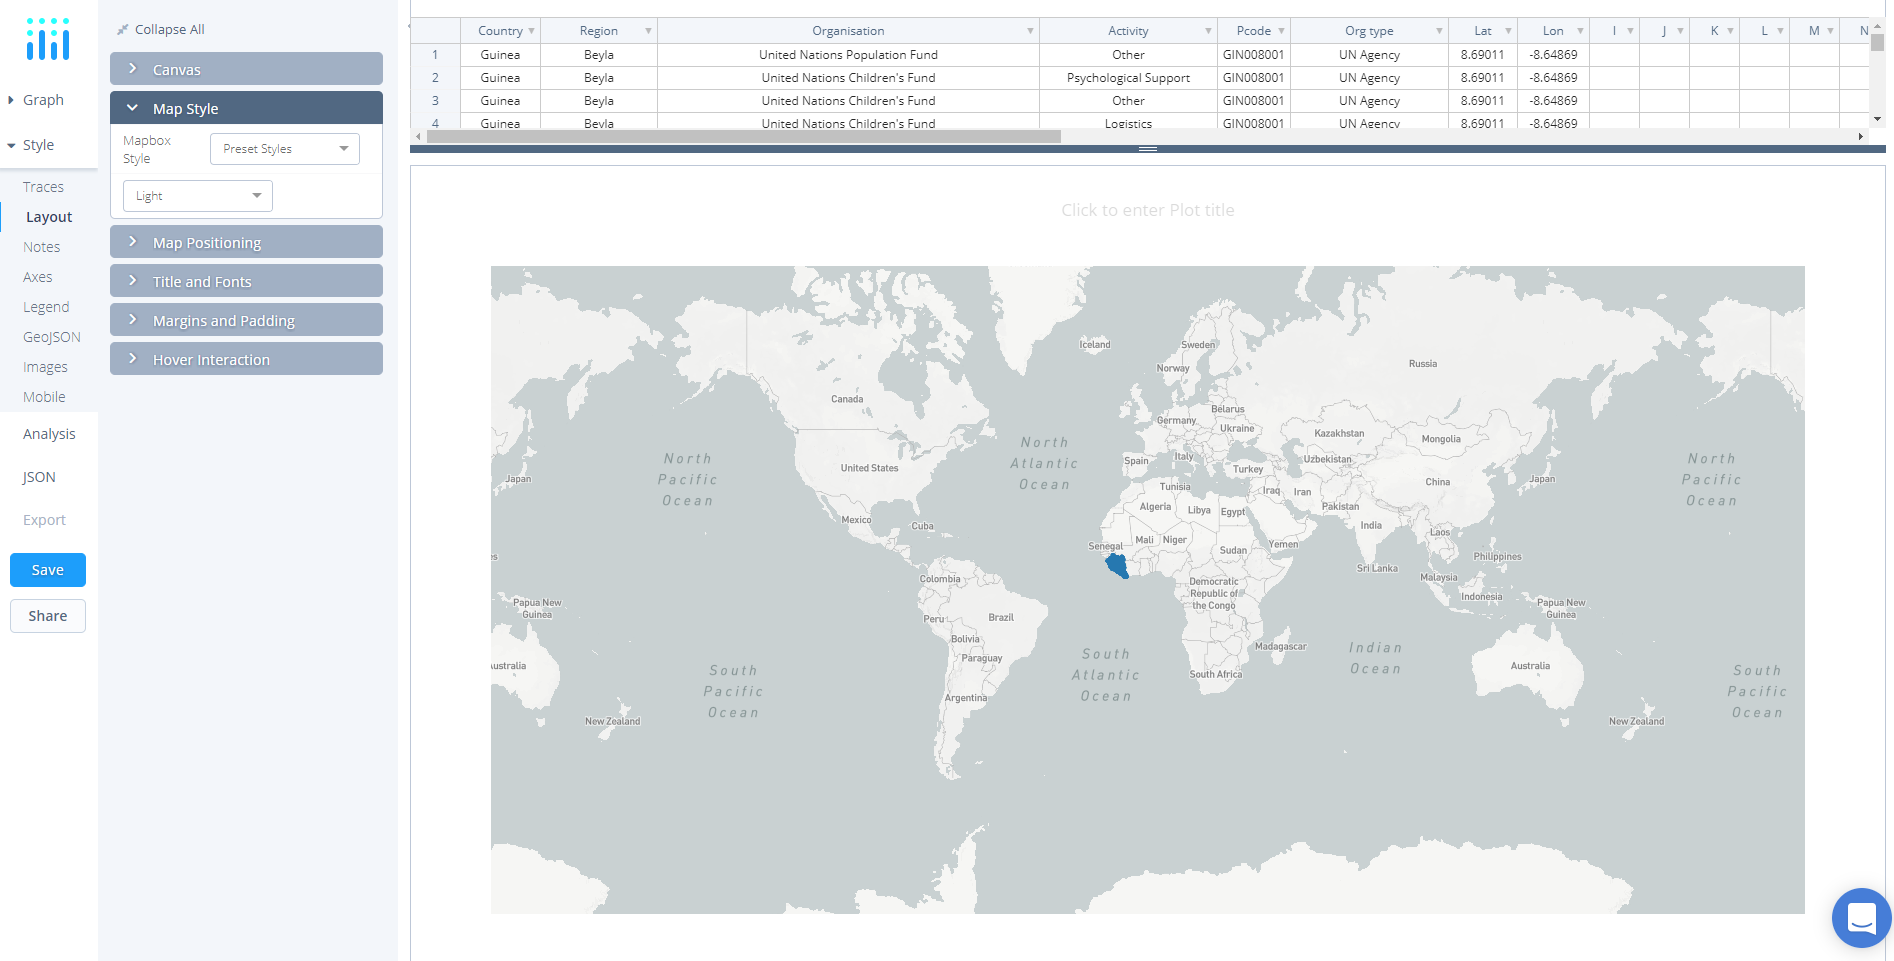 Collapse All
Graph
Style
Traces
Layout
Notes
Axes
Legend
GeoJSON
Images
Mobile
Analysis
JSON
Export
Save
Share
Canvas
Map Style
Mapbox
Style
Preset Styles
Light
Map Positioning
Title and Fonts
Margins and Padding
Hover Interaction
Country Region Organisation Activity Pcode Org type Lat Lon I J K L M N
1 Guinea Beyla United Nations Population Fund Other GIN008001 UN Agency 8.69011 -8.64869
2 Guinea Beyla United Nations Children's Fund Psychological Support GIN008001 UN Agency 8.69011 -8.64869
3 Guinea Beyla United Nations Children's Fund Other GIN008001 UN Agency 8.69011 -8.64869
4 Guinea Beyla United Nations Children's Fund Logistics GIN008001 UN Agency 8.69011 -8.64869
Click to enter Plot title
Iceland
Sweden
Norway
Russia
Canada
Belarus
Germany
Ukraine
Kazakhstan
Mongolia
North
Atlantic
Ocean
North
Pacific
Ocean
North
Pacific
Ocean
United States
Spain
Italy
Uzbekistan
Turkey
Japan
China
Japan
Tunisia
Iraq
Iran
Algeria
Libya
Egypt
Pakistan
Mexico
Cuba
India
Laos
Senegal
Mali
Niger
Sudan
Yemen
es
Philippines
Sri Lanka
Colombia
Malaysia
Democratic
Republic of
the Congo
Indonesia
Papua New
Guinea
Papua New
Guinea
Peru
Brazil
Bolivia
Madagascar
Indian
Ocean
South
Atlantic
Ocean
Paraguay
ustralia
Australia
South
Pacific
Ocean
South
Pacific
Ocean
South Africa
Argentina
New Zealand
New Zealand